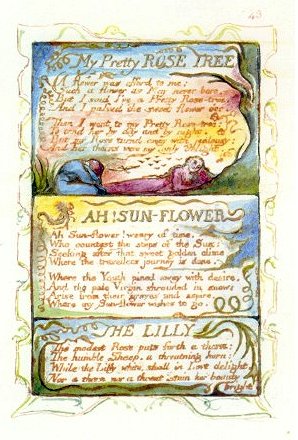 43
My Pretty ROSE TREE
A flower was offerd to me:
Such a flower as May never bore.
But I said I've a Pretty Rose-tree,
And I passed the sweet flower o'er.
Then I went to my Pretty Rose-tree:
To tend her by day and by night.
But my Rose turnd away with jealousy:
And her thorns were my only delight.
AH! SUN-FLOWER
Ah Sun-flower! weary of time,
Who countest the steps of the Sun:
Seeking after that sweet golden clime
Where the travellers journey is done.
Where the Youth pined away with desire,
And the pale Virgin shrouded in snow:
Arise from their graves and aspire,
Where my Sun-flower wishes to go.
THE LILLY
The modest Rose puts forth a thorn:
The humble Sheep, a threatning horn:
While the Lilly white, shall in Love delight,
Nor a thorn nor a threat stain her beauty
bright